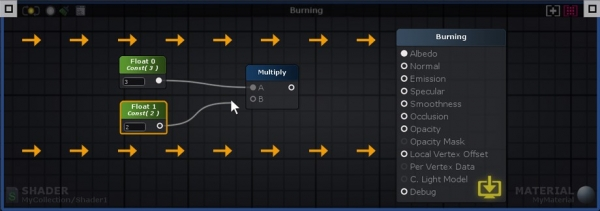 Burning
Float 0
Const( 3 )
3
Float 1
Const( 2 )
2
Multiply
A
B
Burning
Albedo
Normal
Emission
Specular
Smoothness
Occlusion
Opacity
Opacity Mask
Local Vertex Offset
Per Vertex Data
C. Light Model
Debug
SHADER
MyCollection/Shader1
MATERIAL
MyMaterial